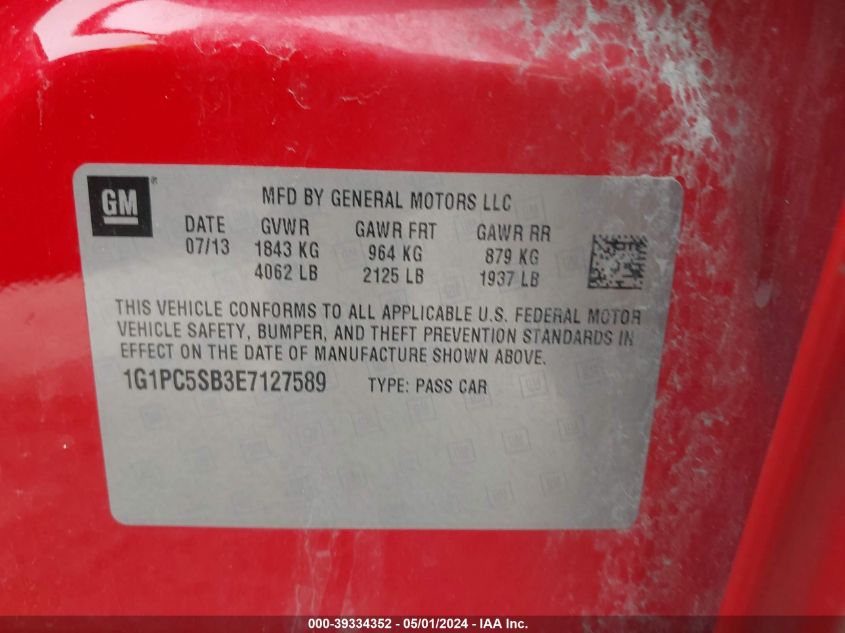 GM ®
MFD BY GENERAL MOTORS LLC
DATE GVWR GAWR FRT GAWR RR
07/13 1843 KG 964 KG 879 KG
4062 LB 2125 LB 1937 LB
THIS VEHICLE CONFORMS TO ALL APPLICABLE U.S. FEDERAL MOTOR
VEHICLE SAFETY, BUMPER, AND THEFT PREVENTION STANDARDS IN
EFFECT ON THE DATE OF MANUFACTURE SHOWN ABOVE.
1G1PC5SB3E7127589 TYPE: PASS CAR
000-39334352 - 05/01/2024 - IAA Inc.